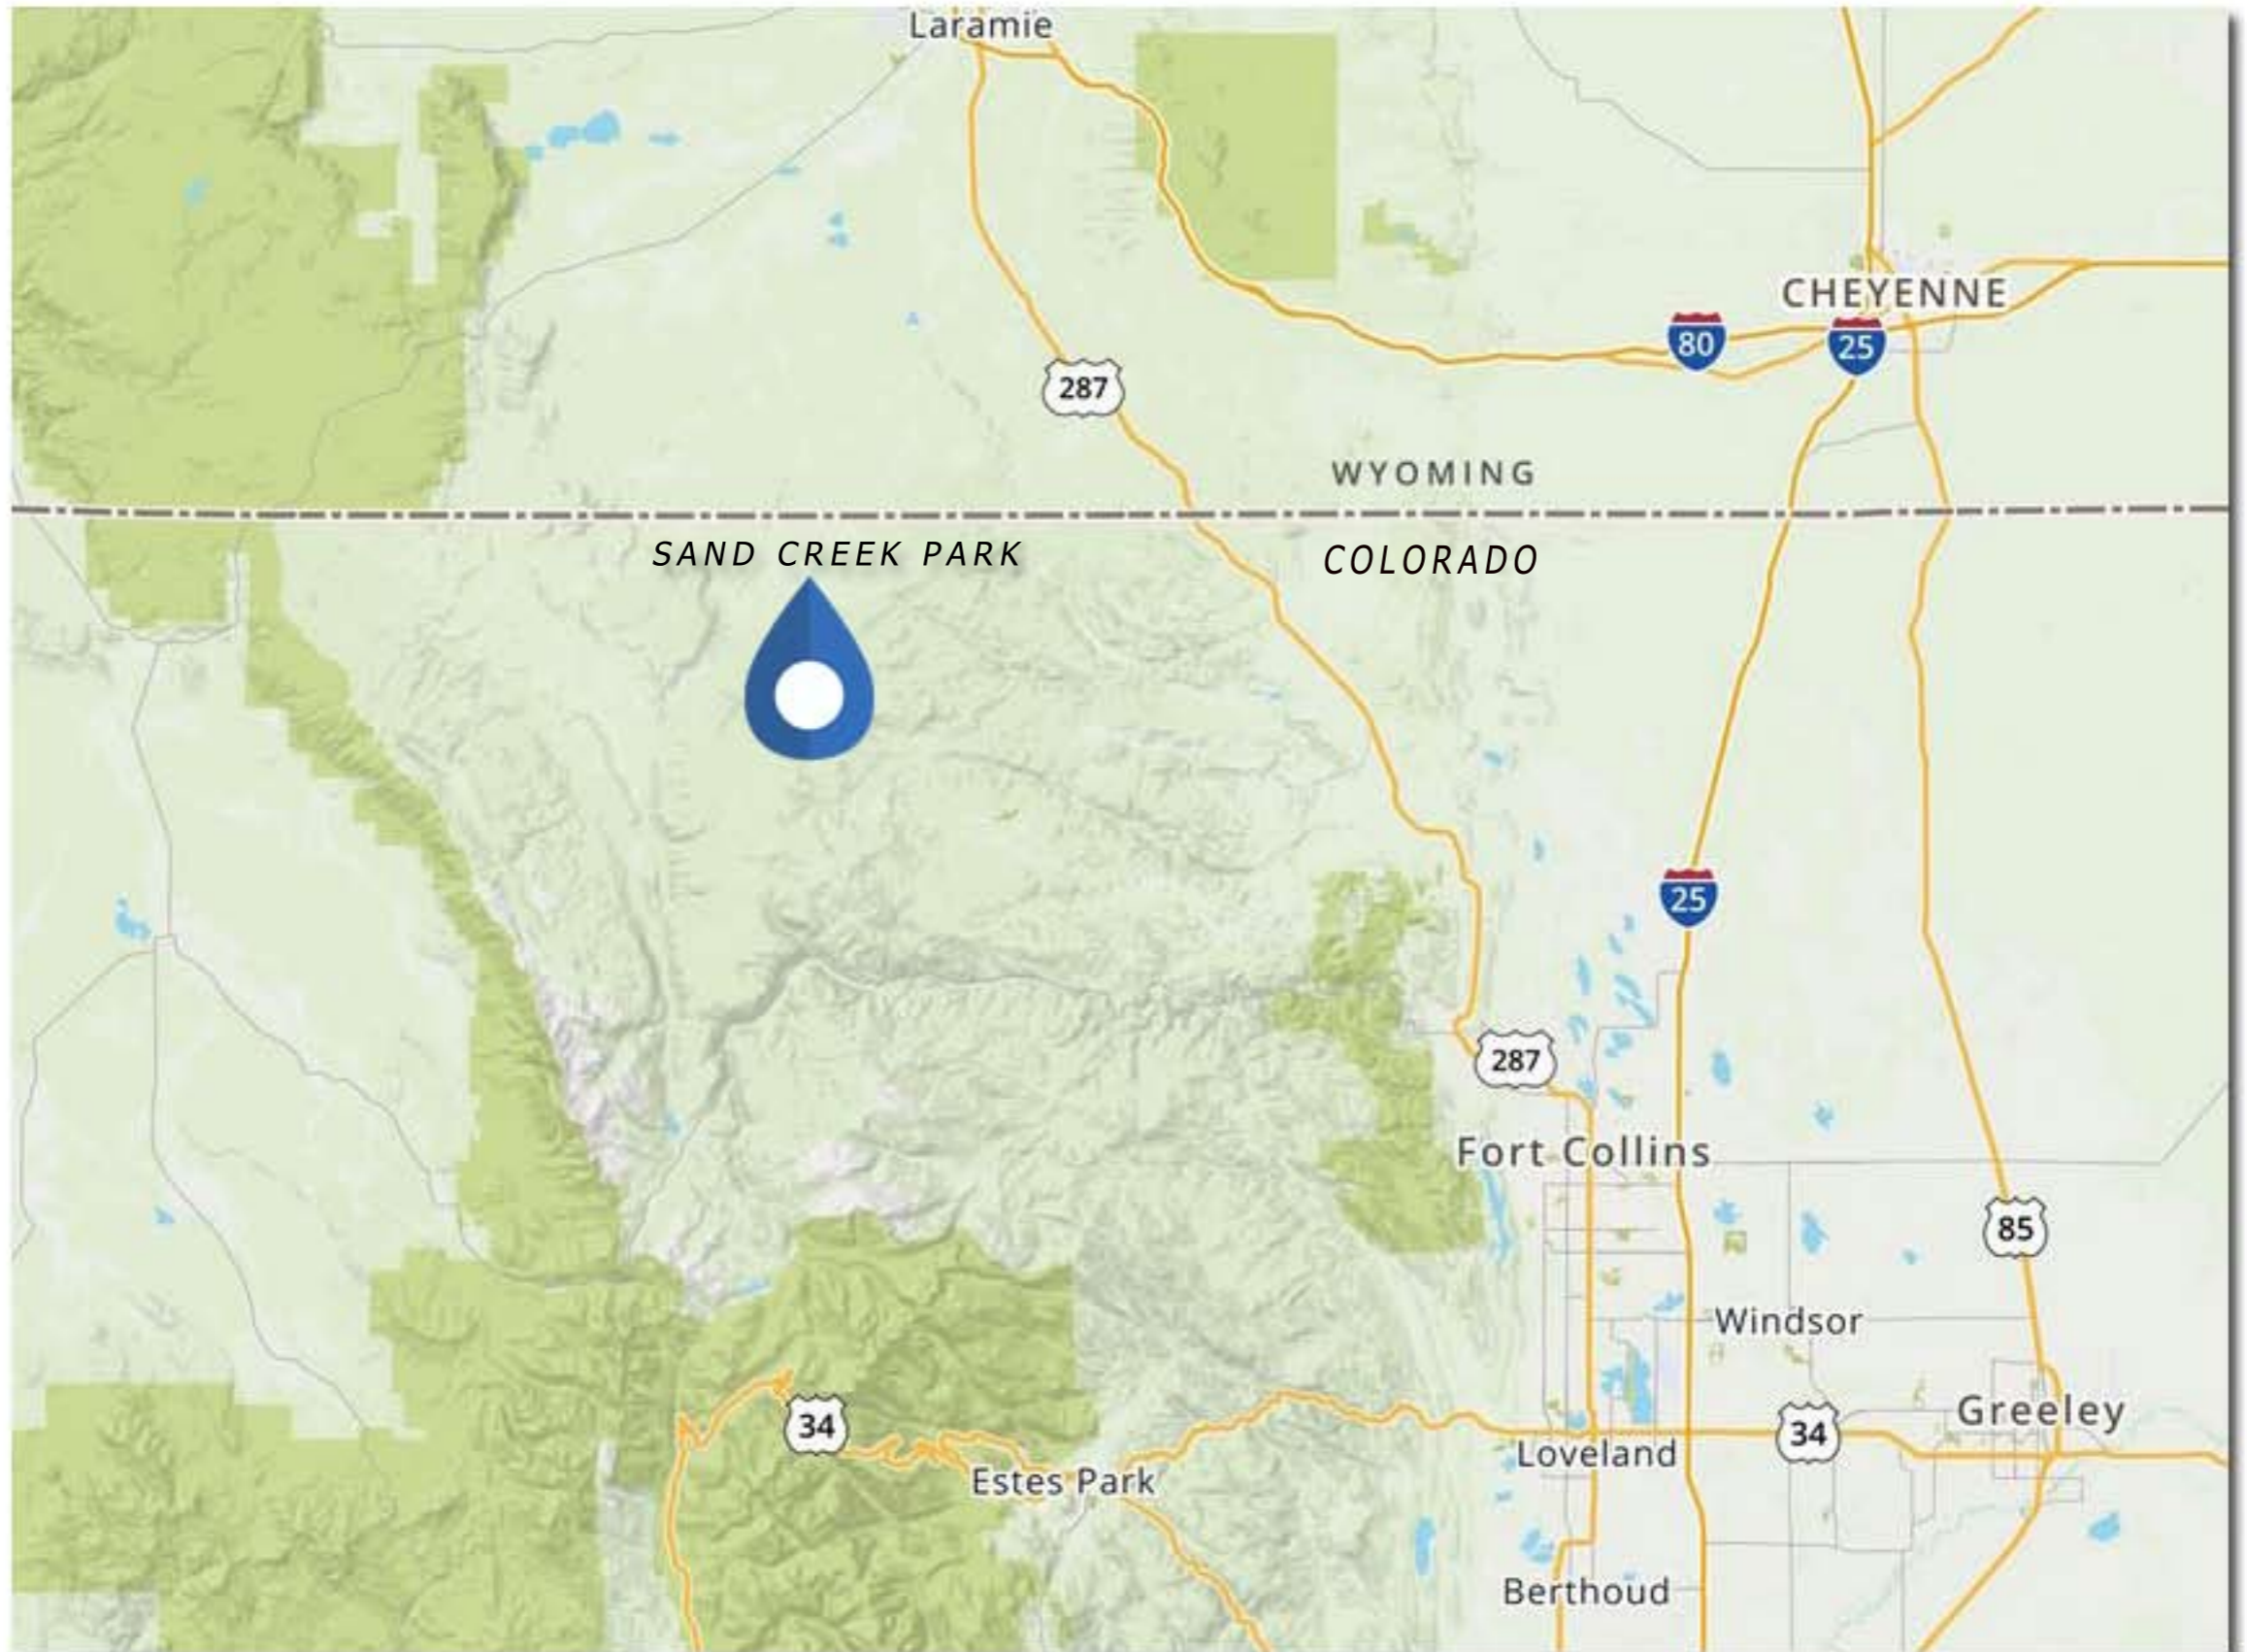 Laramie
CHEYENNE
80
25
287
WYOMING
SAND CREEK PARK
COLORADO
25
287
Fort Collins
85
Windsor
34
Greeley
34
Loveland
Estes Park
Berthoud